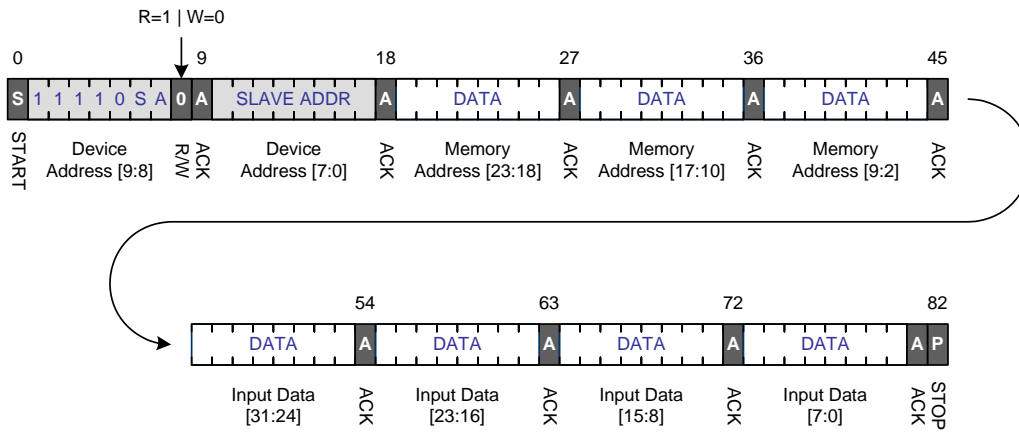 R=1 | W=0
0 9 18 27 36 45
S 1 1 1 1 0 S A 0 A SLAVE ADDR A DATA A DATA A DATA A
START
Device
Address [9:8]
R/W
ACK
Device
Address [7:0]
ACK
Memory
Address [23:18]
ACK
Memory
Address [17:10]
ACK
Memory
Address [9:2]
ACK
54 63 72 82
DATA A DATA A DATA A DATA A P
Input Data
[31:24]
ACK
Input Data
[23:16]
ACK
Input Data
[15:8]
ACK
Input Data
[7:0]
ACK
STOP